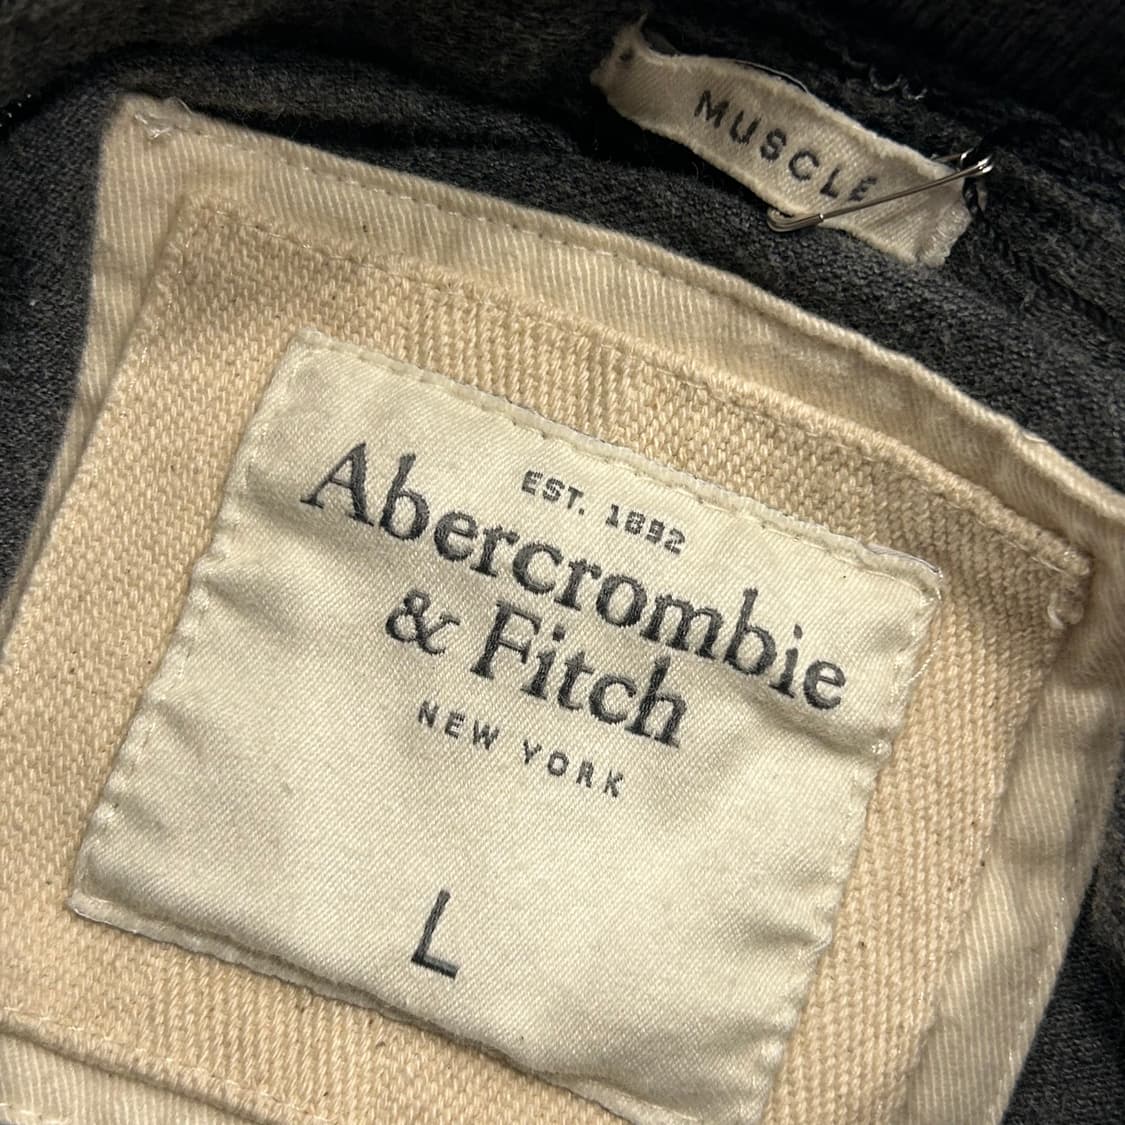 MUSCLE
EST. 1892
Abercrombie
& Fitch
NEW YORK
L